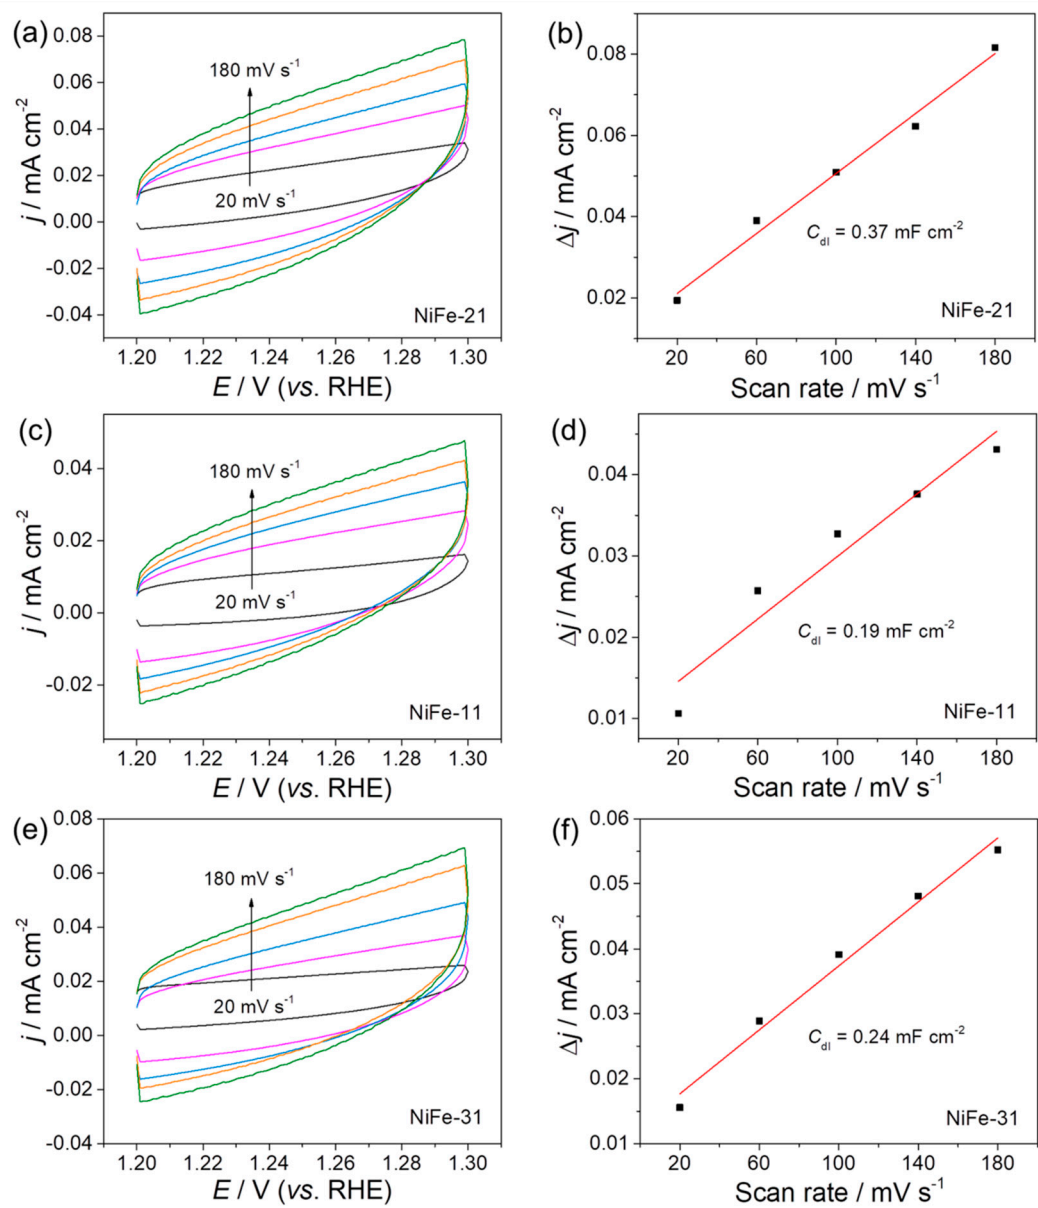 (a)
0.08
0.06
0.04
0.02
0.00
-0.02
-0.04
j / mA cm⁻²
180 mV s⁻¹
20 mV s⁻¹
NiFe-21
1.20 1.22 1.24 1.26 1.28 1.30
E / V (vs. RHE)
(b)
0.08
0.06
0.04
0.02
Δj / mA cm⁻²
C_dl = 0.37 mF cm⁻²
NiFe-21
20 60 100 140 180
Scan rate / mV s⁻¹
(c)
0.04
0.02
0.00
-0.02
j / mA cm⁻²
180 mV s⁻¹
20 mV s⁻¹
NiFe-11
1.20 1.22 1.24 1.26 1.28 1.30
E / V (vs. RHE)
(d)
0.04
0.03
0.02
0.01
Δj / mA cm⁻²
C_dl = 0.19 mF cm⁻²
NiFe-11
20 60 100 140 180
Scan rate / mV s⁻¹
(e)
0.08
0.06
0.04
0.02
0.00
-0.02
-0.04
j / mA cm⁻²
180 mV s⁻¹
20 mV s⁻¹
NiFe-31
1.20 1.22 1.24 1.26 1.28 1.30
E / V (vs. RHE)
(f)
0.06
0.05
0.04
0.03
0.02
0.01
Δj / mA cm⁻²
C_dl = 0.24 mF cm⁻²
NiFe-31
20 60 100 140 180
Scan rate / mV s⁻¹